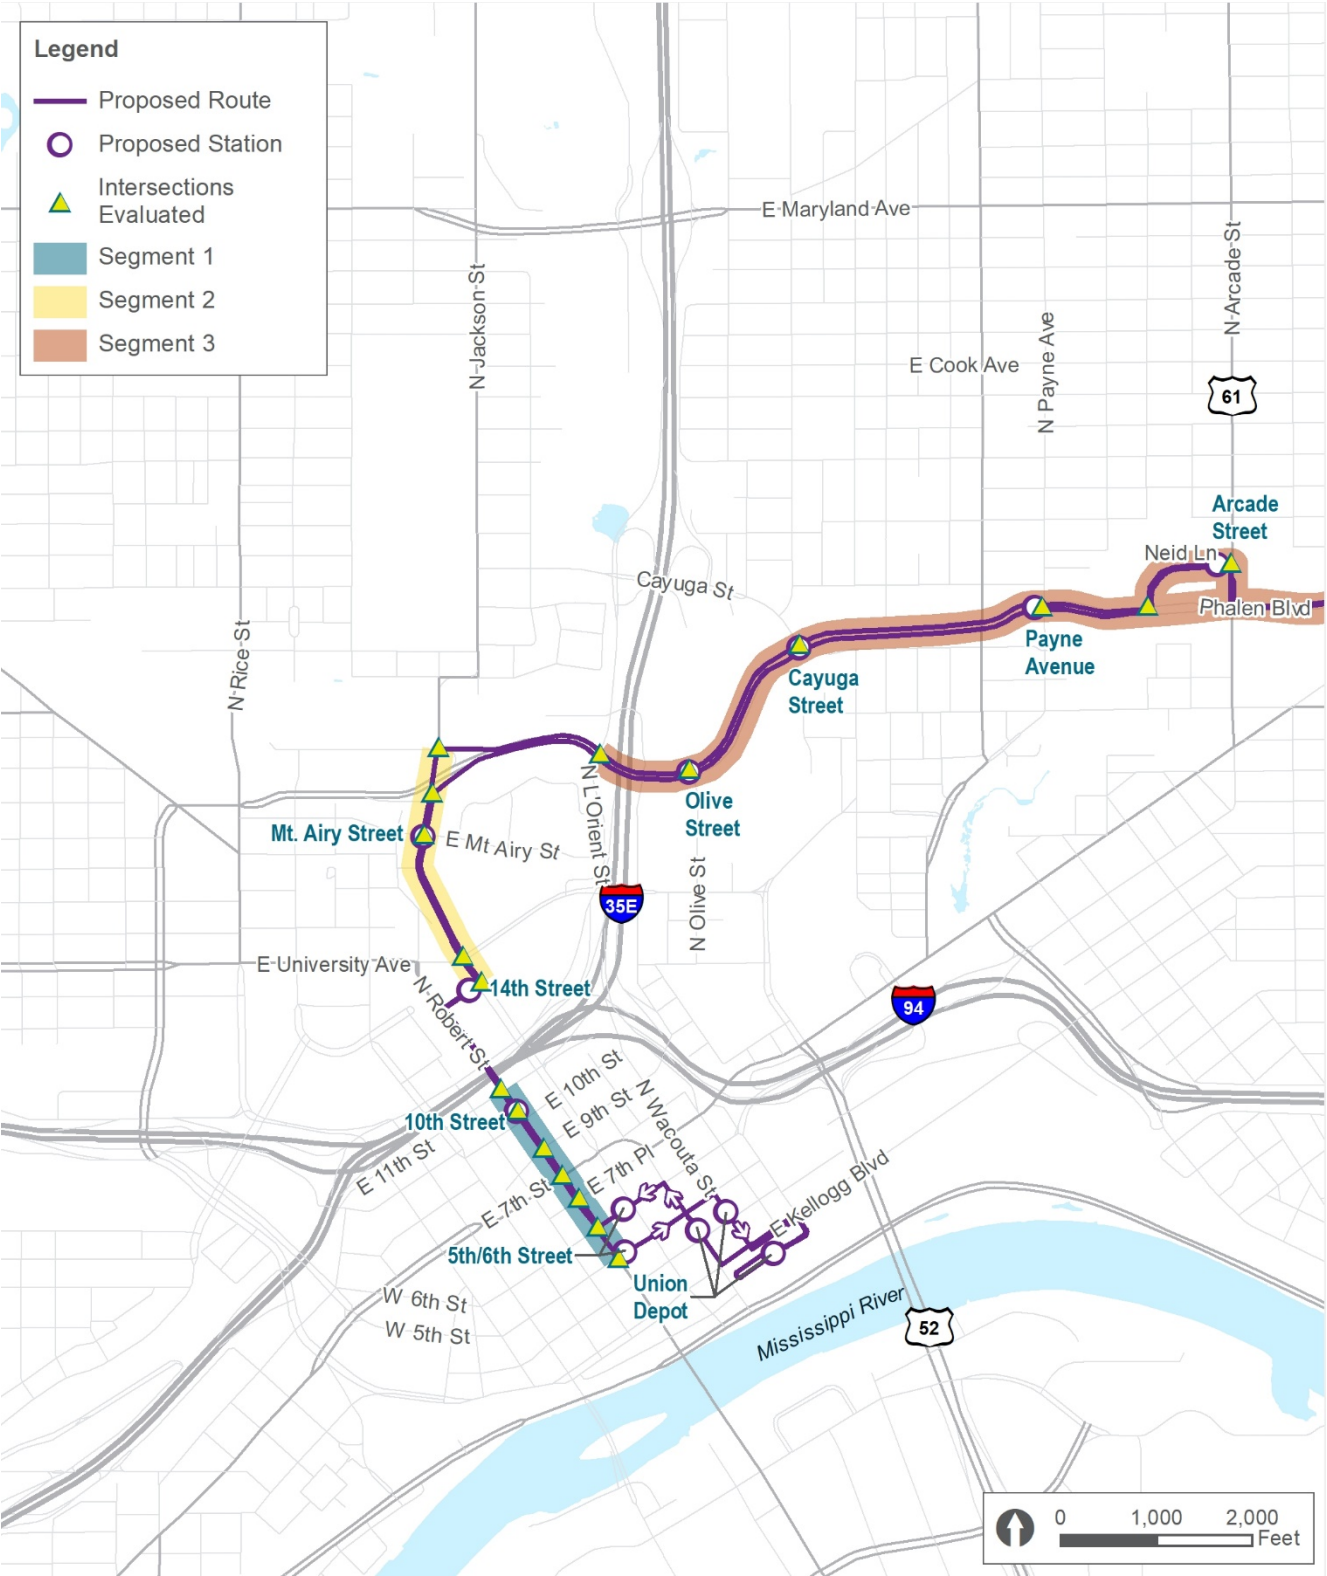 Legend
Proposed Route
Proposed Station
Intersections
Evaluated
Segment 1
Segment 2
Segment 3
E Maryland Ave
N Jackson St
N Arcade St
E Cook Ave
N Payne Ave
61
Arcade
Street
Neid Ln
Cayuga St
Phalen Blvd
N Rice St
Payne
Avenue
Cayuga
Street
N L'Orient St
Olive
Street
Mt. Airy Street
E Mt Airy St
35E
N Olive St
E University Ave
14th Street
94
N Robert St
E 10th St
10th Street
E 9th St
N Wacouta St
E 11th St
E 7th Pl
E 7th St
E Kellogg Blvd
5th/6th Street
Union
Depot
W 6th St
W 5th St
Mississippi River
52
0 1,000 2,000
Feet